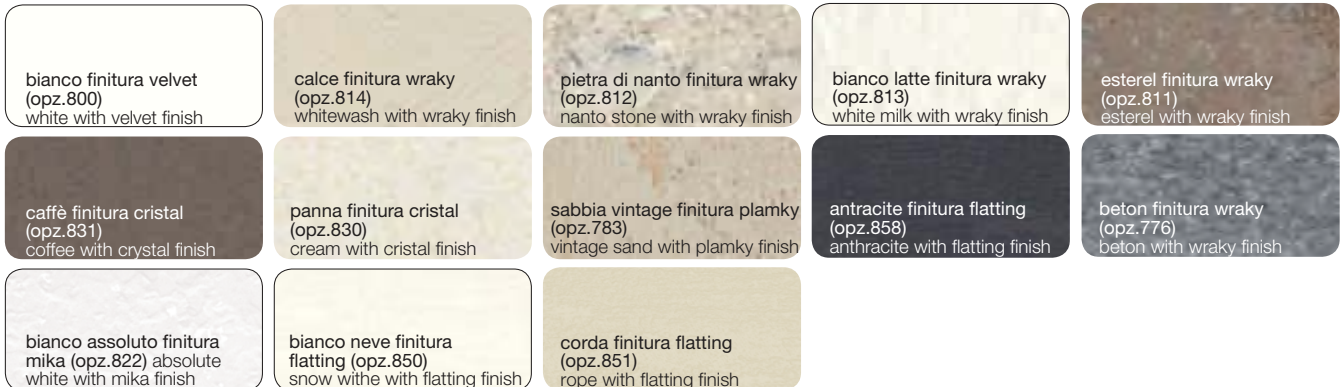 bianco finitura velvet
(opz.800)
white with velvet finish
calce finitura wraky
(opz.814)
whitewash with wraky finish
pietra di nanto finitura wraky
(opz.812)
nanto stone with wraky finish
bianco latte finitura wraky
(opz.813)
white milk with wraky finish
esterel finitura wraky
(opz.811)
esterel with wraky finish
caffè finitura cristal
(opz.831)
coffee with crystal finish
panna finitura cristal
(opz.830)
cream with cristal finish
sabbia vintage finitura plamky
(opz.783)
vintage sand with plamky finish
antracite finitura flatting
(opz.858)
anthracite with flatting finish
beton finitura wraky
(opz.776)
beton with wraky finish
bianco assoluto finitura
mika (opz.822) absolute
white with mika finish
bianco neve finitura
flatting (opz.850)
snow withe with flatting finish
corda finitura flatting
(opz.851)
rope with flatting finish